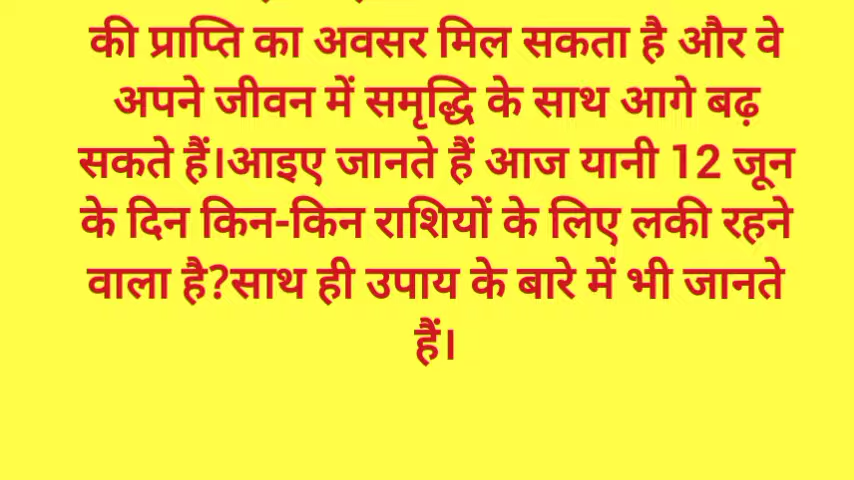 की प्राप्ति का अवसर मिल सकता है और वे
अपने जीवन में समृद्धि के साथ आगे बढ़
सकते हैं।आइए जानते हैं आज यानी 12 जून
के दिन किन-किन राशियों के लिए लकी रहने
वाला है?साथ ही उपाय के बारे में भी जानते
हैं।